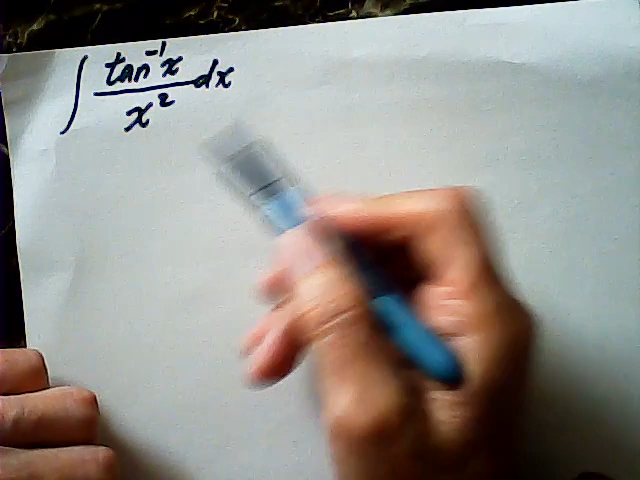 ∫ tan⁻¹x / x² dx